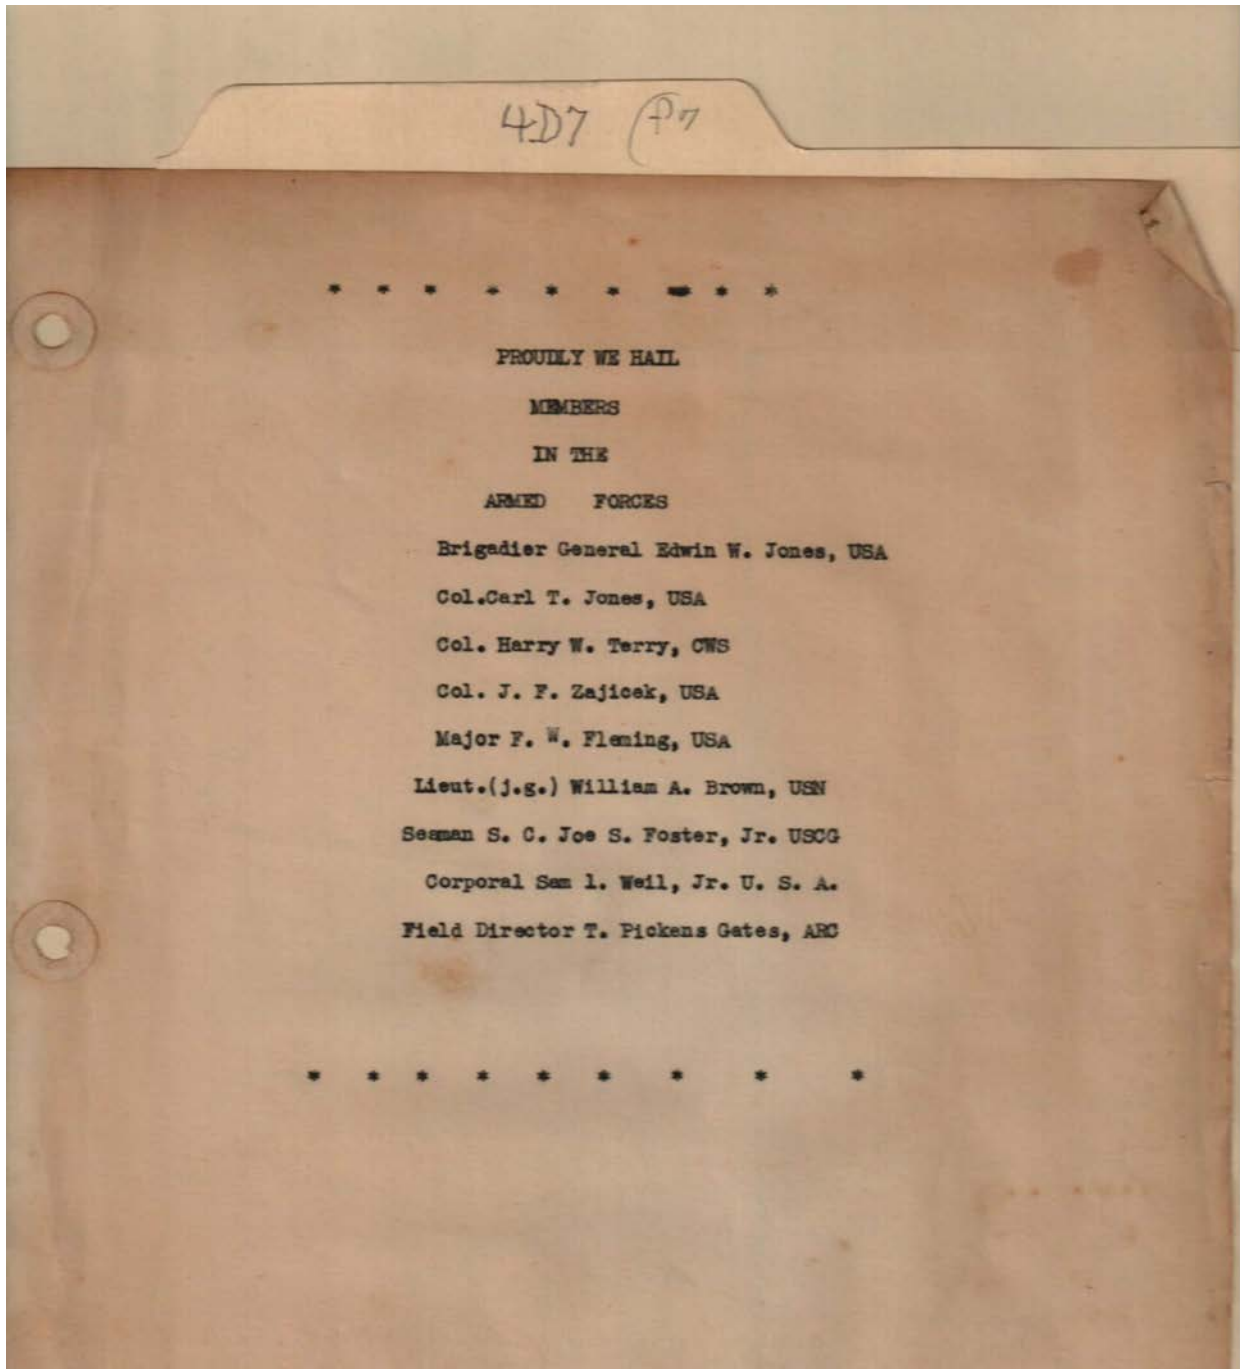 4D7
* * * * * * * * *
PROUDLY WE HAIL
MEMBERS
IN THE
ARMED FORCES
Brigadier General Edwin W. Jones, USA
Col.Carl T. Jones, USA
Col. Harry W. Terry, CWS
Col. J. F. Zajicek, USA
Major F. W. Fleming, USA
Lieut.(j.g.) William A. Brown, USN
Seaman S. C. Joe S. Foster, Jr. USCG
Corporal Sam l. Weil, Jr. U. S. A.
Field Director T. Pickens Gates, ARC
* * * * * * * * *